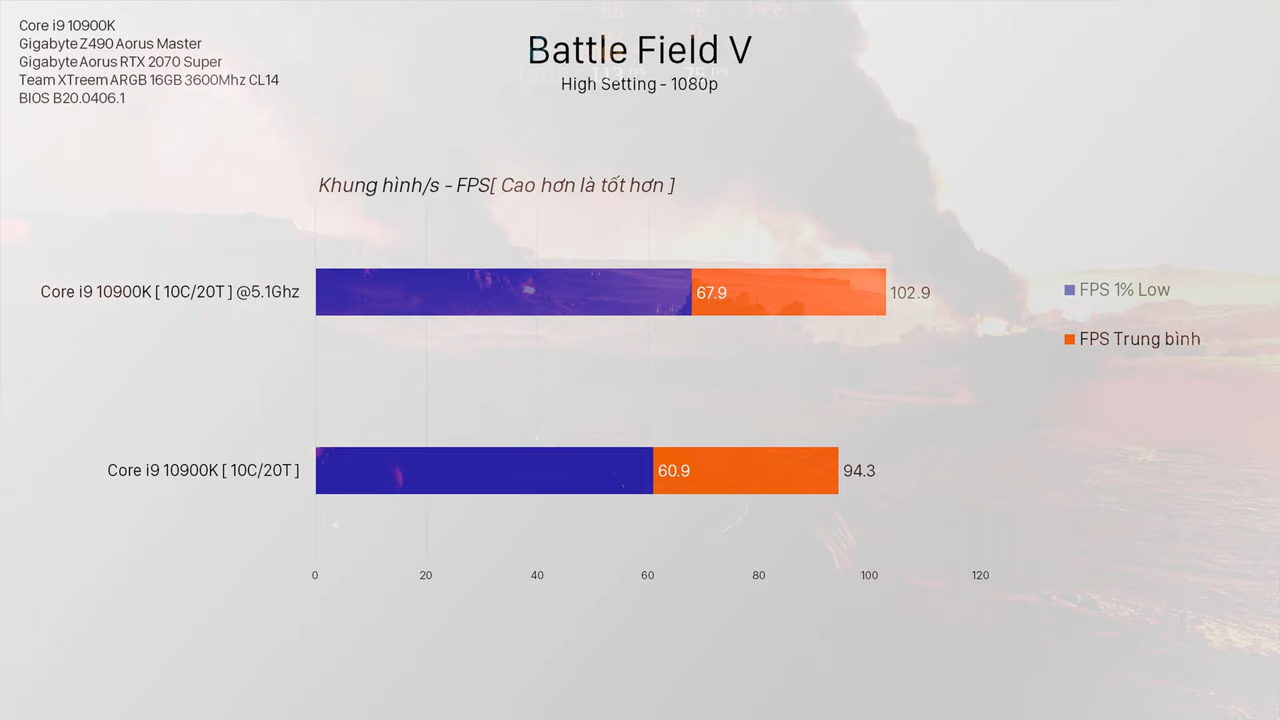 Core i9 10900K
Gigabyte Z490 Aorus Master
Gigabyte Aorus RTX 2070 Super
Team XTreem ARGB 16GB 3600Mhz CL14
BIOS B20.0406.1
Battle Field V
High Setting - 1080p
Khung hình/s - FPS[ Cao hơn là tốt hơn ]
Core i9 10900K [ 10C/20T ] @5.1Ghz
67.9
102.9
FPS 1% Low
FPS Trung bình
Core i9 10900K [ 10C/20T ]
60.9
94.3
0 20 40 60 80 100 120